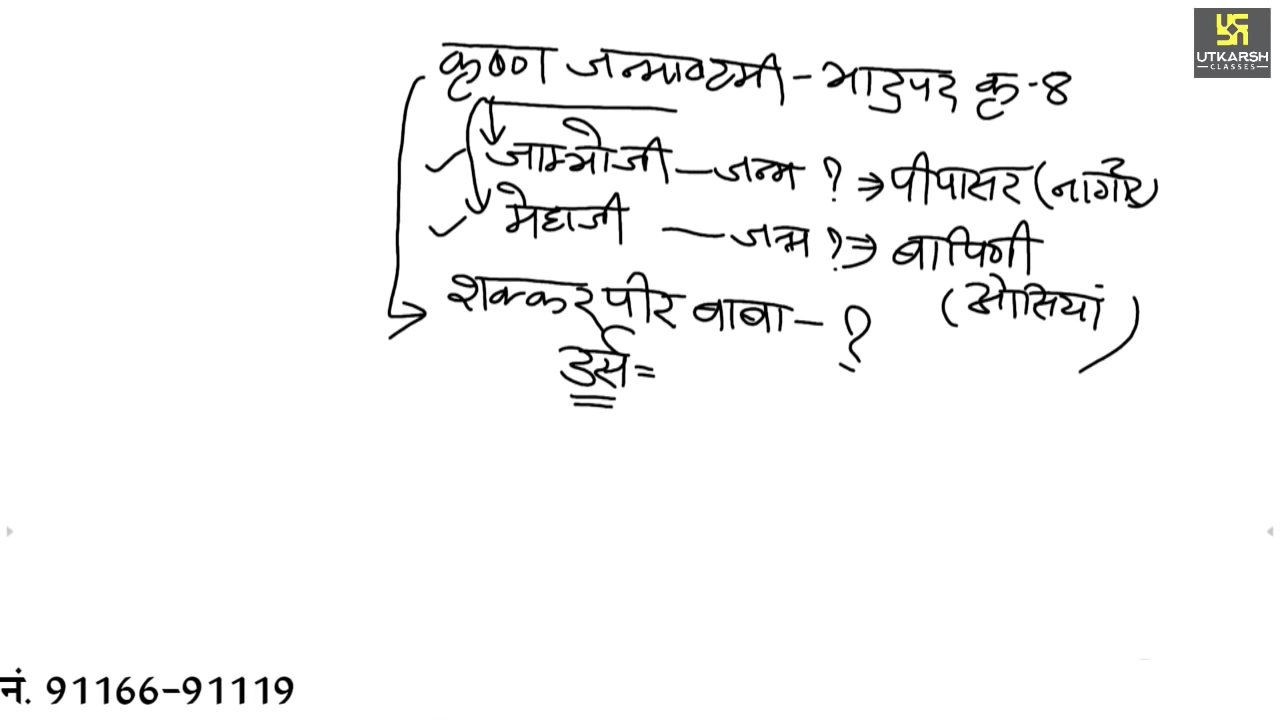 कृष्ण जन्माष्टमी - भाद्रपद कृ - 8
जाम्भोजी - जन्म ? ⇒ पीपासर (नागौर)
मेहाजी - जन्म ? ⇒ बापिणी
(ओसियां)
शक्कर पीर बाबा - ?
उर्स =
UTKARSH
CLASSES
नं. 91166-91119